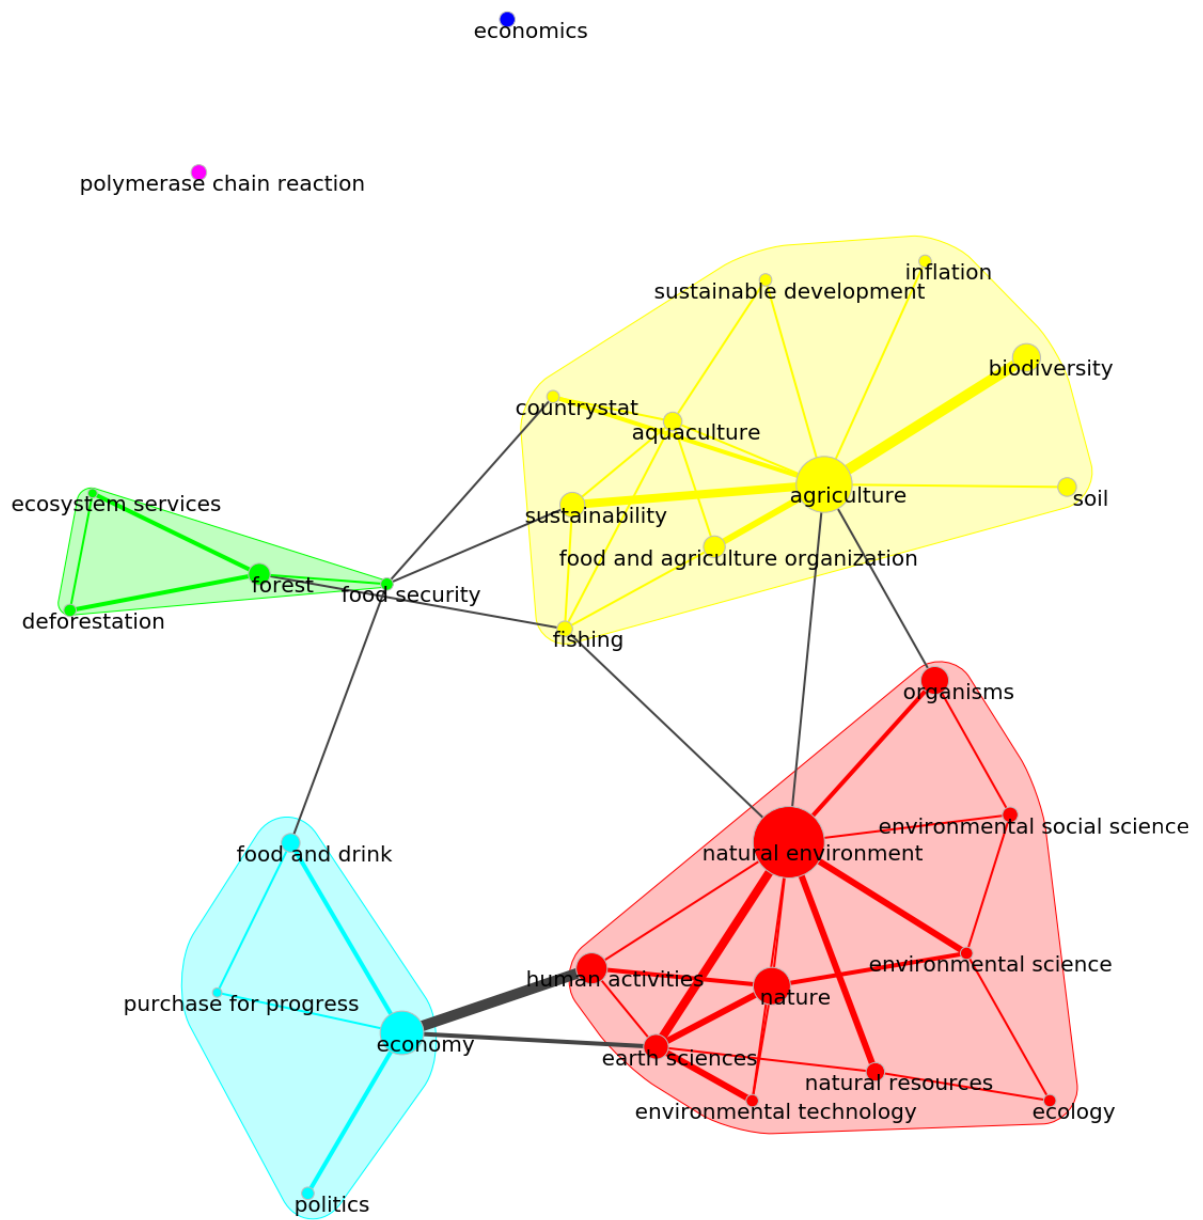 economics
polymerase chain reaction
inflation
sustainable development
biodiversity
countrystat
aquaculture
agriculture
soil
ecosystem services
sustainability
food and agriculture organization
forest
food security
deforestation
fishing
organisms
environmental social science
natural environment
food and drink
environmental science
human activities
nature
purchase for progress
economy
earth sciences
natural resources
environmental technology
ecology
politics